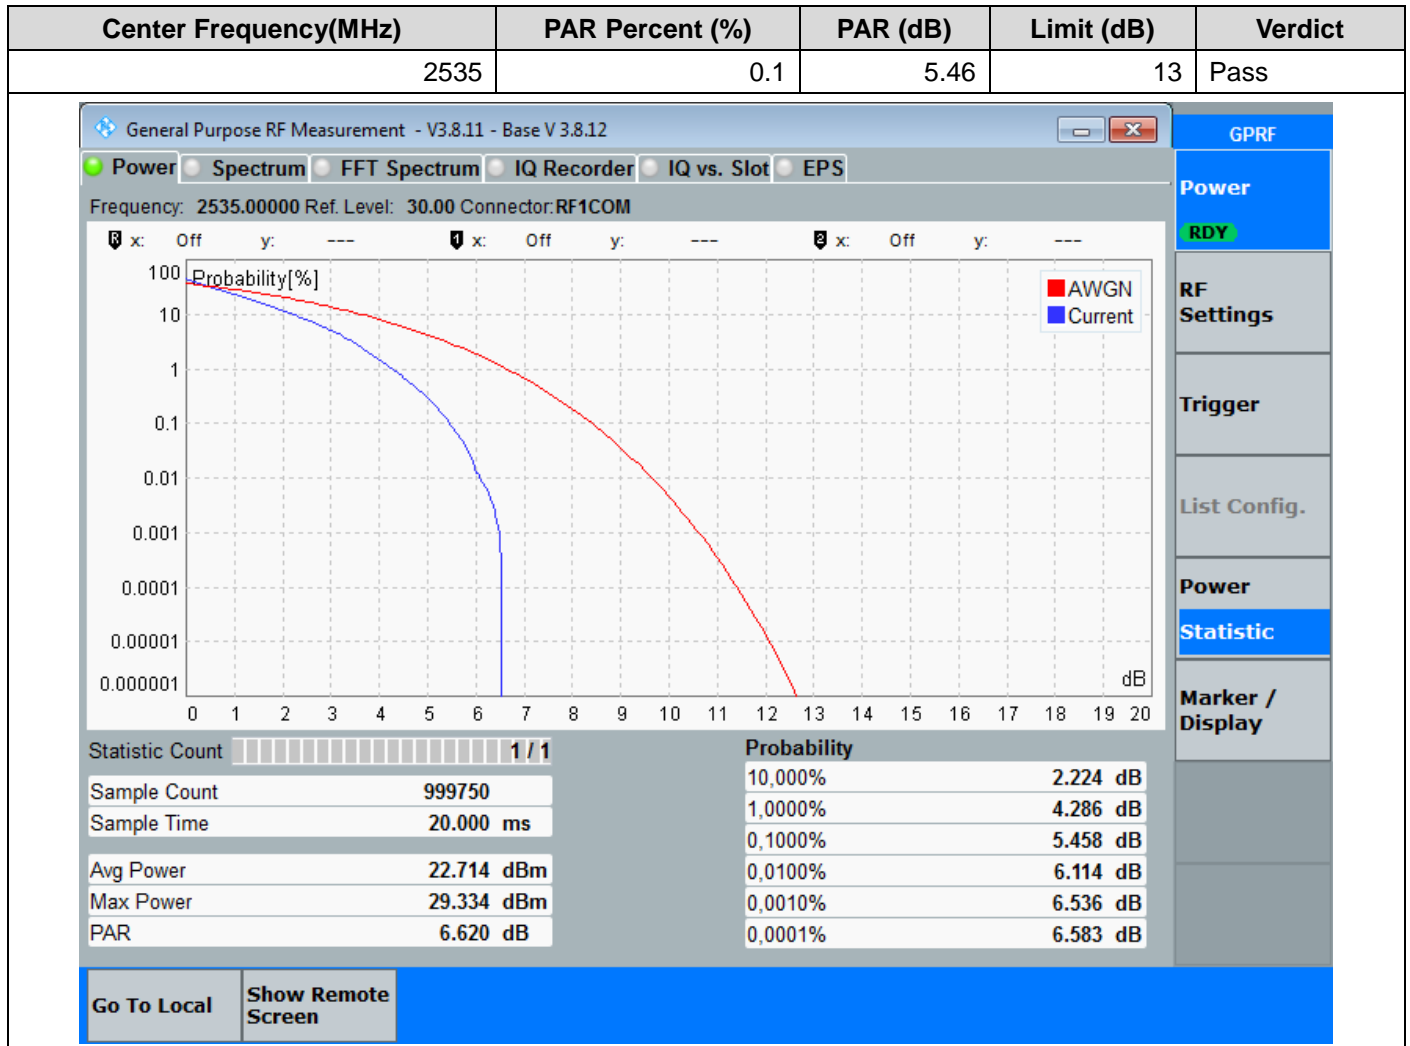 Center Frequency(MHz) PAR Percent (%) PAR (dB) Limit (dB) Verdict
2535 0.1 5.46 13 Pass
General Purpose RF Measurement - V3.8.11 - Base V 3.8.12
GPRF
Power Spectrum FFT Spectrum IQ Recorder IQ vs. Slot EPS
Frequency: 2535.00000 Ref. Level: 30.00 Connector: RF1COM
R x: Off y: --- 1 x: Off y: --- 2 x: Off y: ---
Probability[%]
100
10
1
0.1
0.01
0.001
0.0001
0.00001
0.000001
AWGN
Current
dB
0 1 2 3 4 5 6 7 8 9 10 11 12 13 14 15 16 17 18 19 20
Statistic Count 1 / 1
Sample Count 999750
Sample Time 20.000 ms
Avg Power 22.714 dBm
Max Power 29.334 dBm
PAR 6.620 dB
Probability
10,000% 2.224 dB
1,0000% 4.286 dB
0,1000% 5.458 dB
0,0100% 6.114 dB
0,0010% 6.536 dB
0,0001% 6.583 dB
Power
RDY
RF
Settings
Trigger
List Config.
Power
Statistic
Marker /
Display
Go To Local
Show Remote
Screen